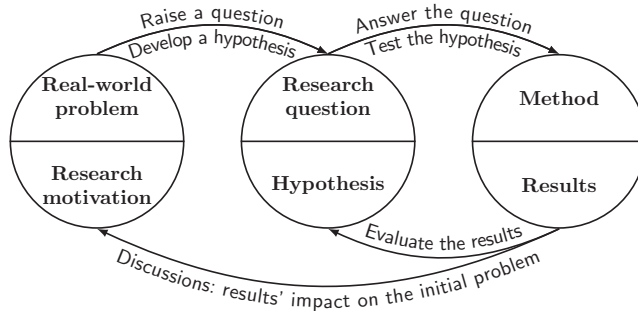 Raise a question
Develop a hypothesis
Answer the question
Test the hypothesis
Real-world
problem
Research
motivation
Research
question
Hypothesis
Method
Results
Evaluate the results
Discussions: results' impact on the initial problem